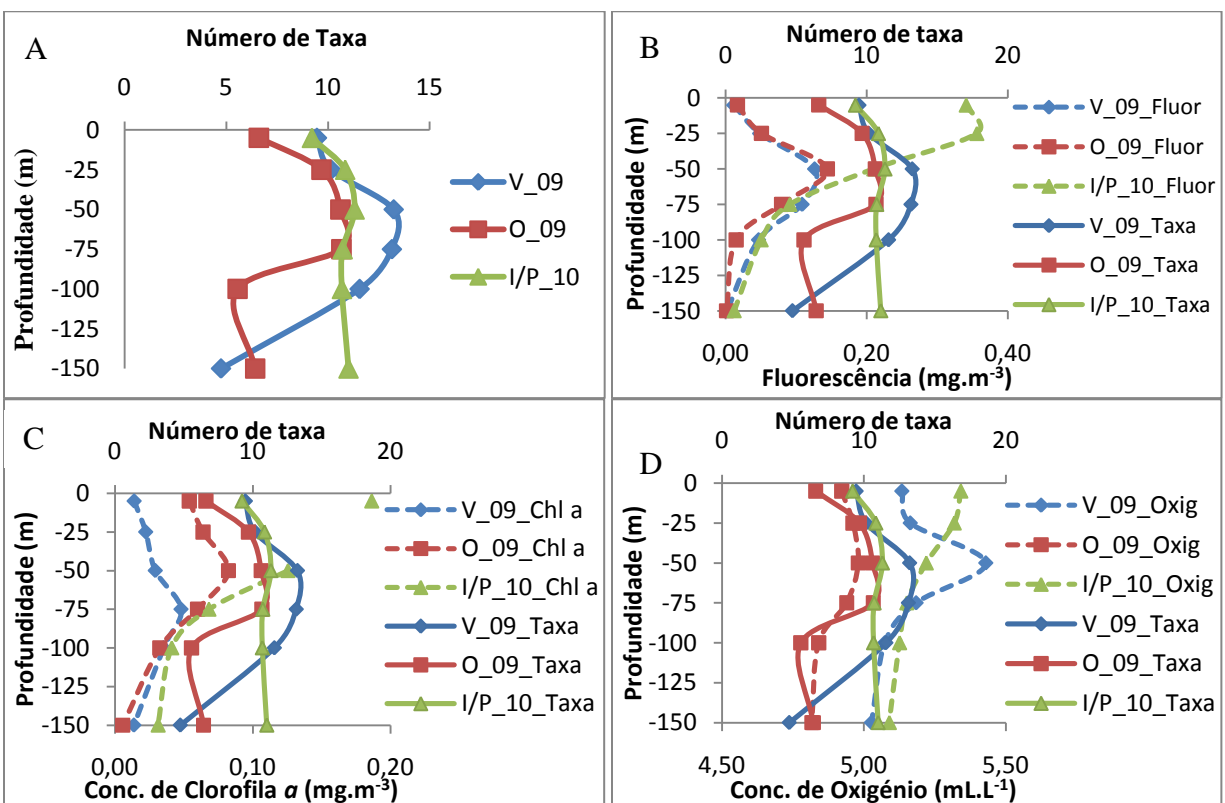 A
Número de Taxa
0 5 10 15
0
-25
-50
-75
-100
-125
-150
Profundidade (m)
V_09
O_09
I/P_10
B
Número de taxa
0 10 20
0
-25
-50
-75
-100
-125
-150
Profundidade (m)
0,00 0,20 0,40
Fluorescência (mg.m⁻³)
V_09_Fluor
O_09_Fluor
I/P_10_Fluor
V_09_Taxa
O_09_Taxa
I/P_10_Taxa
C
Número de taxa
0 10 20
0
-25
-50
-75
-100
-125
-150
Profundidade (m)
0,00 0,10 0,20
Conc. de Clorofila a (mg.m⁻³)
V_09_Chl a
O_09_Chl a
I/P_10_Chl a
V_09_Taxa
O_09_Taxa
I/P_10_Taxa
D
Número de taxa
0 10 20
0
-25
-50
-75
-100
-125
-150
Profundidade (m)
4,50 5,00 5,50
Conc. de Oxigénio (mL.L⁻¹)
V_09_Oxig
O_09_Oxig
I/P_10_Oxig
V_09_Taxa
O_09_Taxa
I/P_10_Taxa